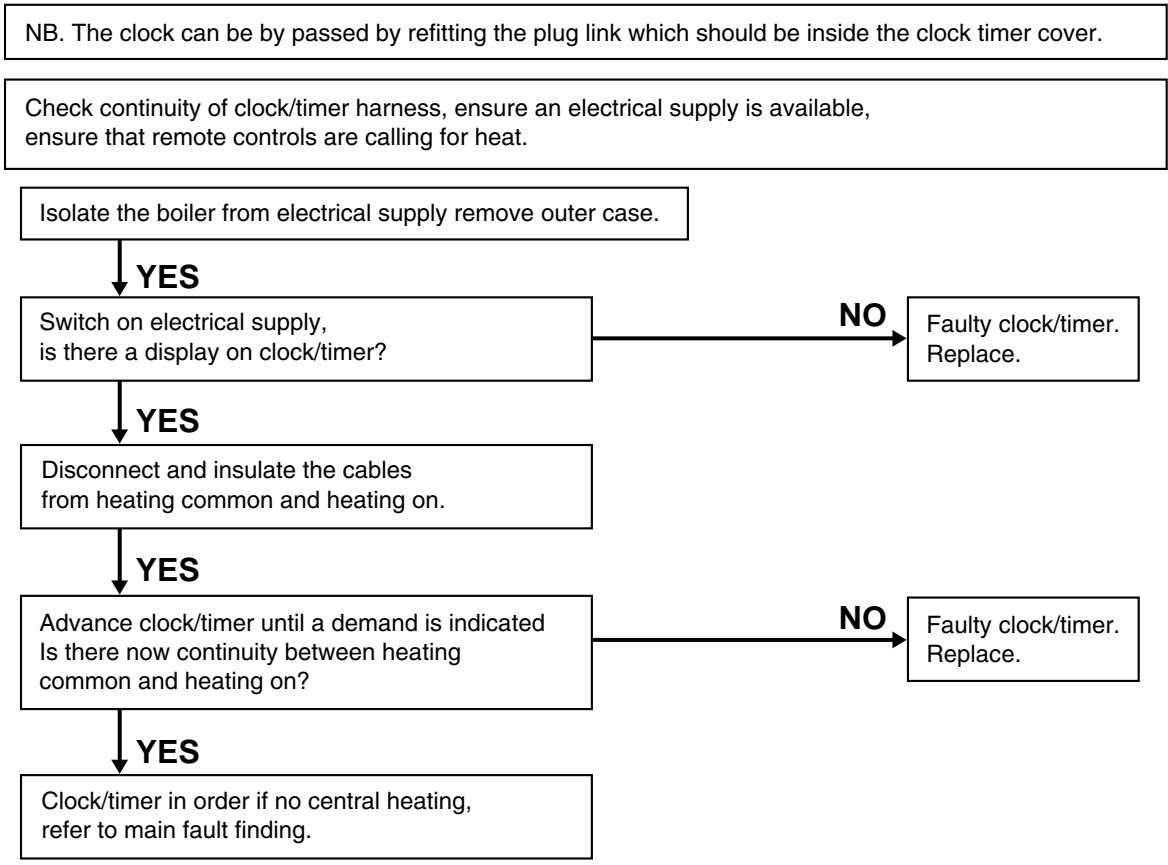 NB. The clock can be by passed by refitting the plug link which should be inside the clock timer cover.
Check continuity of clock/timer harness, ensure an electrical supply is available,
ensure that remote controls are calling for heat.
Isolate the boiler from electrical supply remove outer case.
YES
Switch on electrical supply,
is there a display on clock/timer?
NO
Faulty clock/timer.
Replace.
YES
Disconnect and insulate the cables
from heating common and heating on.
YES
Advance clock/timer until a demand is indicated
Is there now continuity between heating
common and heating on?
NO
Faulty clock/timer.
Replace.
YES
Clock/timer in order if no central heating,
refer to main fault finding.